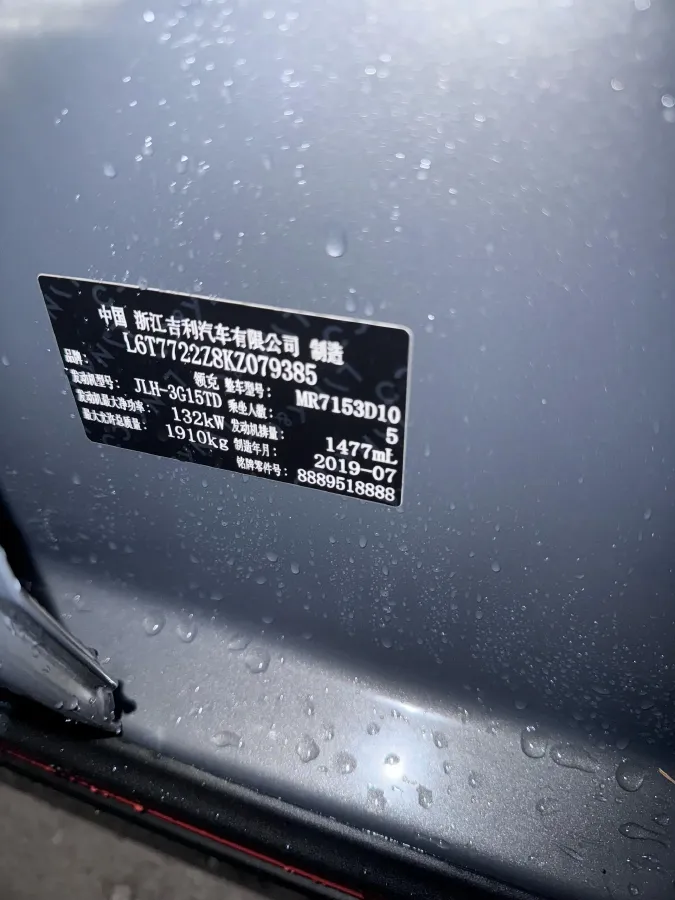 中国 浙江吉利汽车有限公司 制造
L6T7722Z8KZ079385
品牌: 领克 整车型号: MR7153D10
发动机型号: JLH-3G15TD 乘坐人数: 5
发动机最大净功率: 132kW 发动机排量: 1477mL
最大允许总质量: 1910kg 制造年月: 2019-07
铭牌零件号: 8889518888